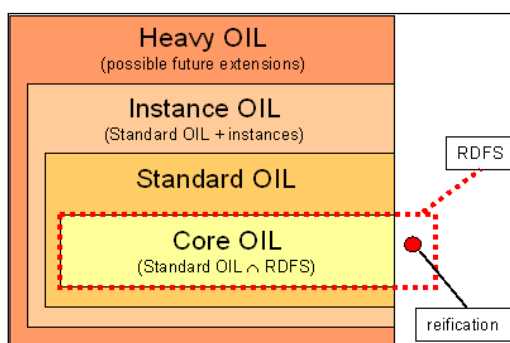 Heavy OIL
(possible future extensions)
Instance OIL
(Standard OIL + instances)
Standard OIL
RDFS
Core OIL
(Standard OIL ∩ RDFS)
reification